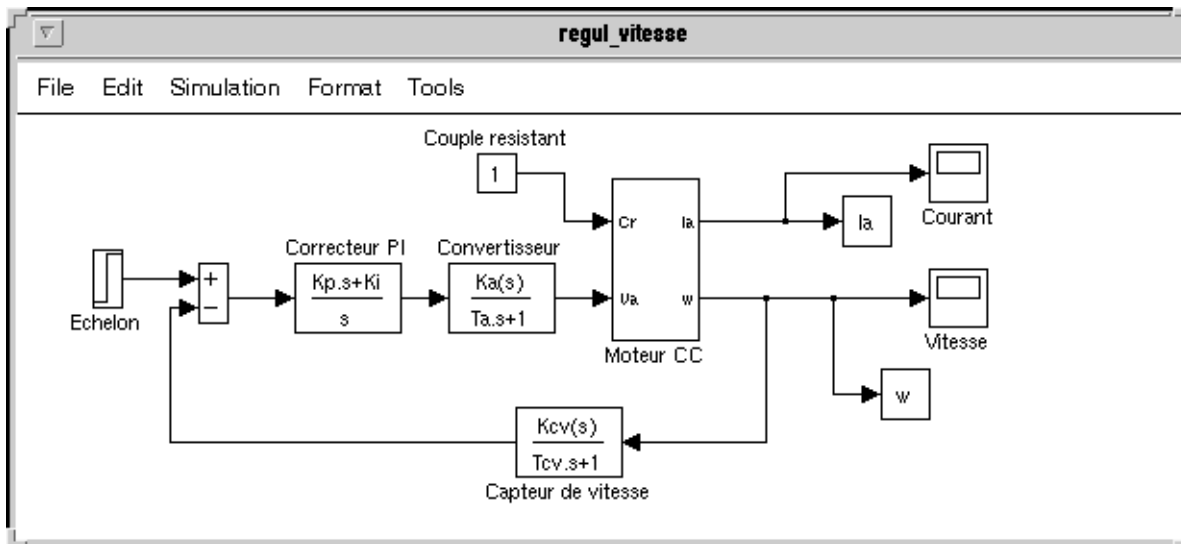 regul_vitesse
File Edit Simulation Format Tools
Couple resistant
1
Cr
Ia
Va
w
Moteur CC
Courant
Ia
Correcteur PI
Kp.s+Ki
s
Convertisseur
Ka(s)
Ta.s+1
+
−
Echelon
Vitesse
w
Kcv(s)
Tcv.s+1
Capteur de vitesse